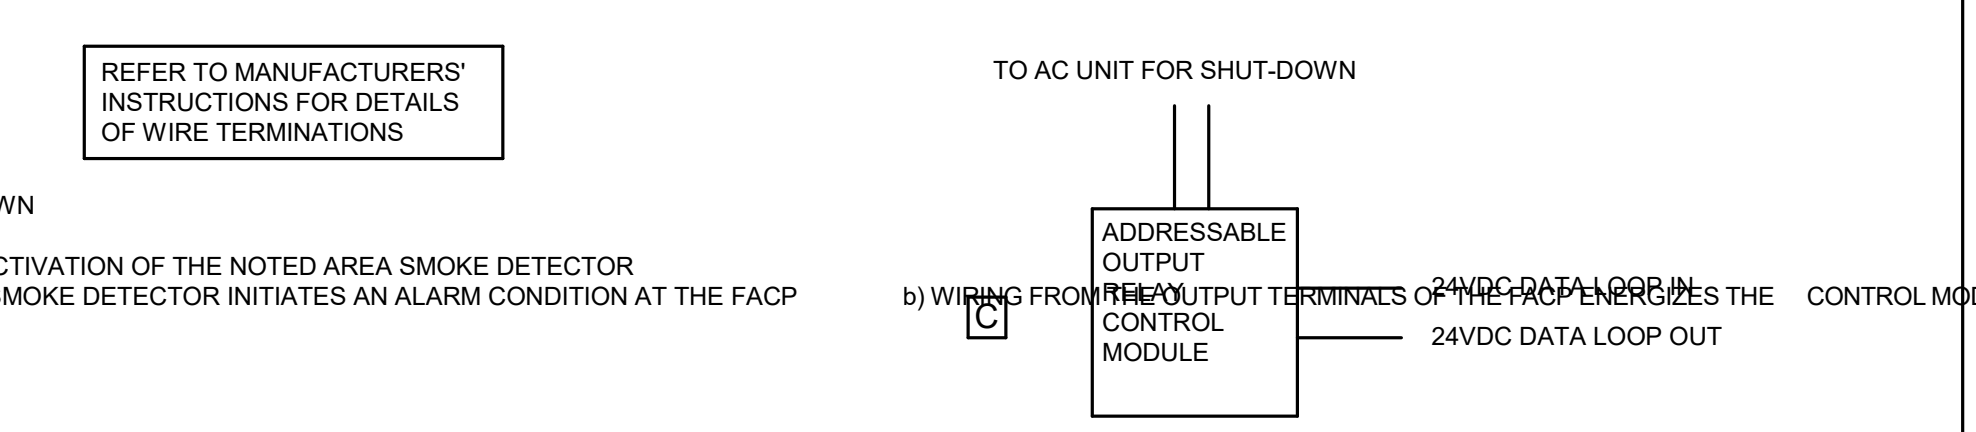 REFER TO MANUFACTURERS'
INSTRUCTIONS FOR DETAILS
OF WIRE TERMINATIONS
TO AC UNIT FOR SHUT-DOWN
WN
CTIVATION OF THE NOTED AREA SMOKE DETECTOR
SMOKE DETECTOR INITIATES AN ALARM CONDITION AT THE FACP
b) WIRING FROM THE OUTPUT TERMINALS OF THE FACP ENERGIZES THE CONTROL MOD
C
ADDRESSABLE
OUTPUT
RELAY
CONTROL
MODULE
24VDC DATA LOOP IN
24VDC DATA LOOP OUT